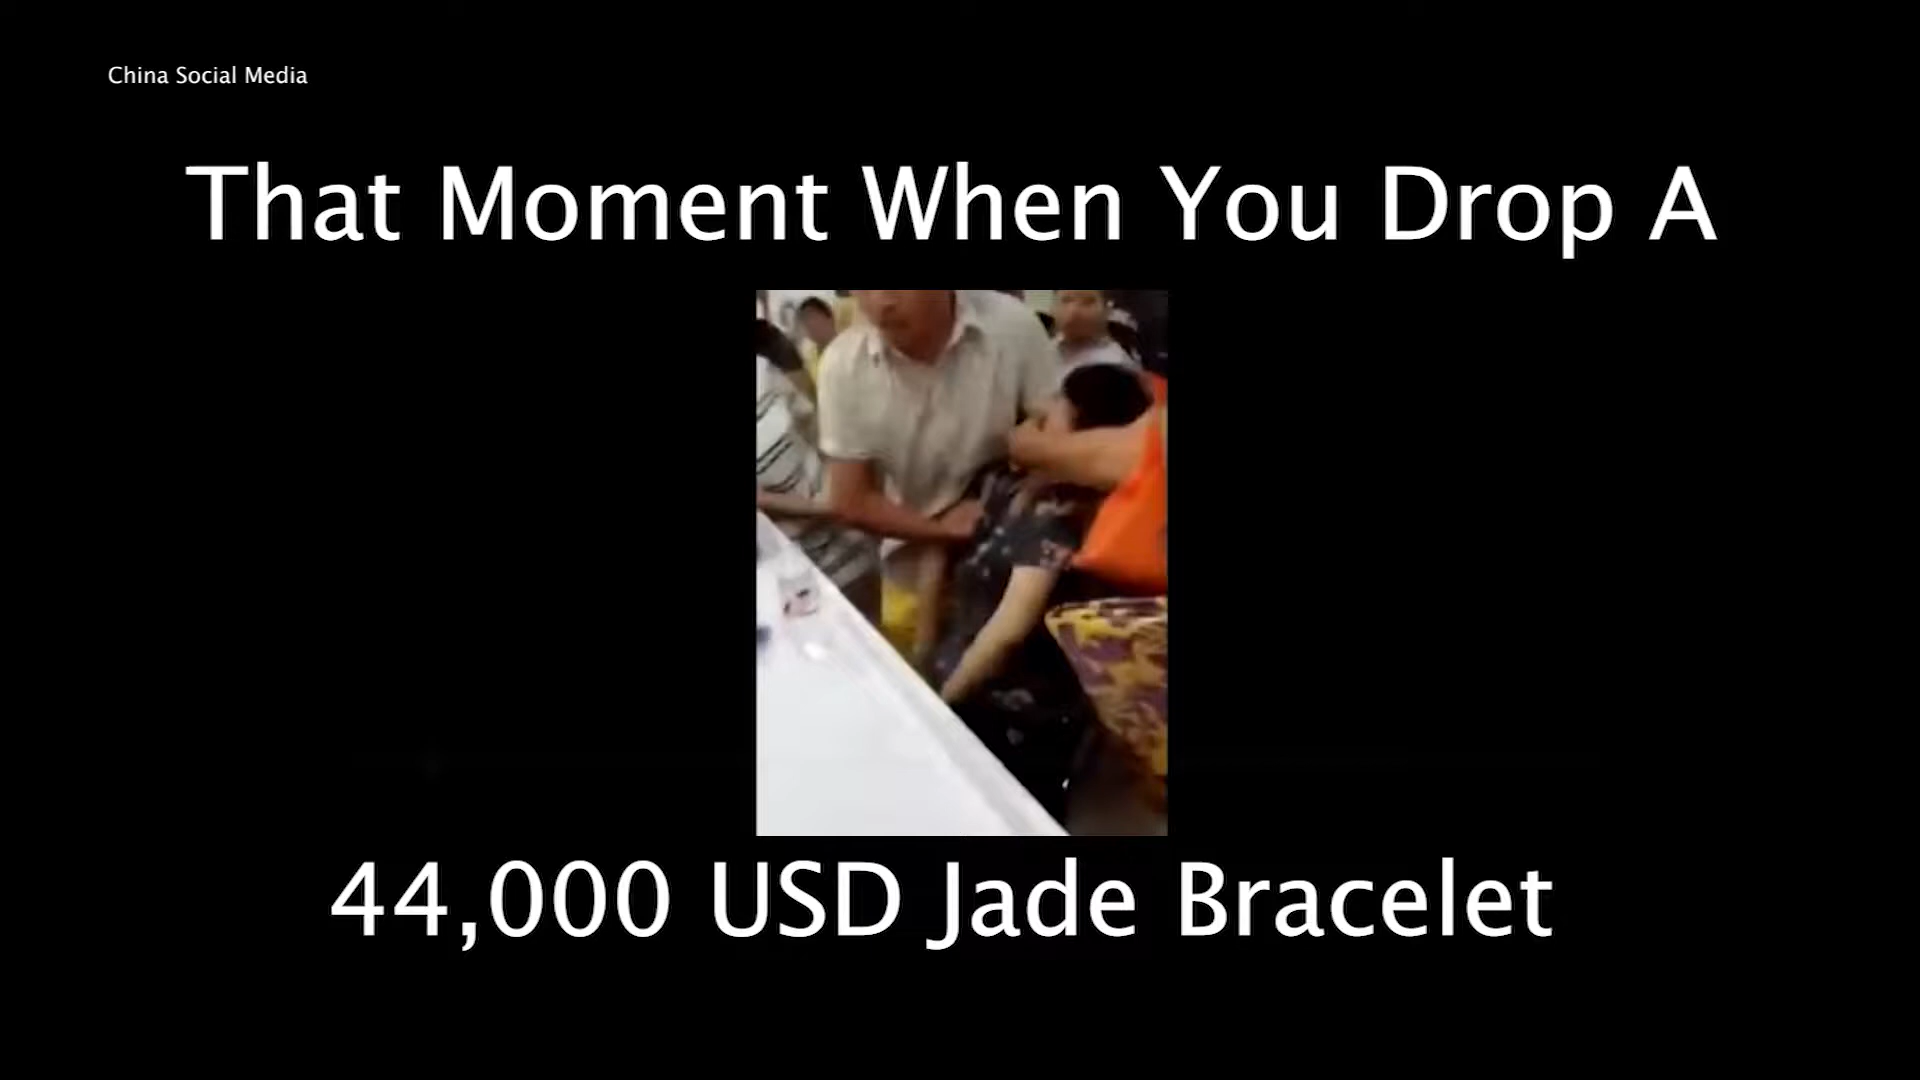 China Social Media
That Moment When You Drop A
44,000 USD Jade Bracelet